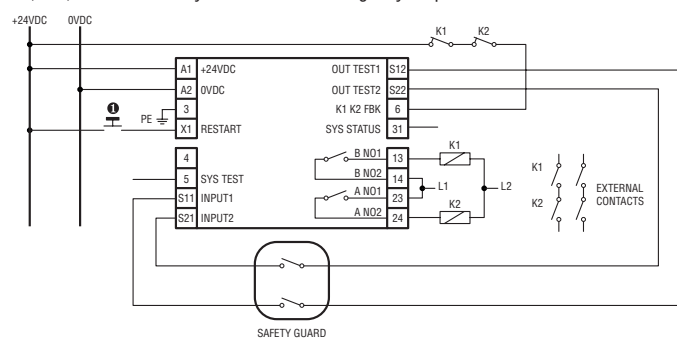 +24VDC 0VDC
K1 K2
A1 +24VDC OUT TEST1 S12
A2 0VDC OUT TEST2 S22
❶
PE 3 K1 K2 FBK 6
X1 RESTART SYS STATUS 31
4 B NO1 13 K1
5 SYS TEST B NO2 14 L1 L2
S11 INPUT1 A NO1 23 K2
S21 INPUT2 A NO2 24
K1
K2
EXTERNAL
CONTACTS
SAFETY GUARD